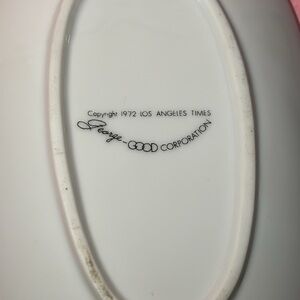 Copyright 1972 LOS ANGELES TIMES
George-GOOD CORPORATION